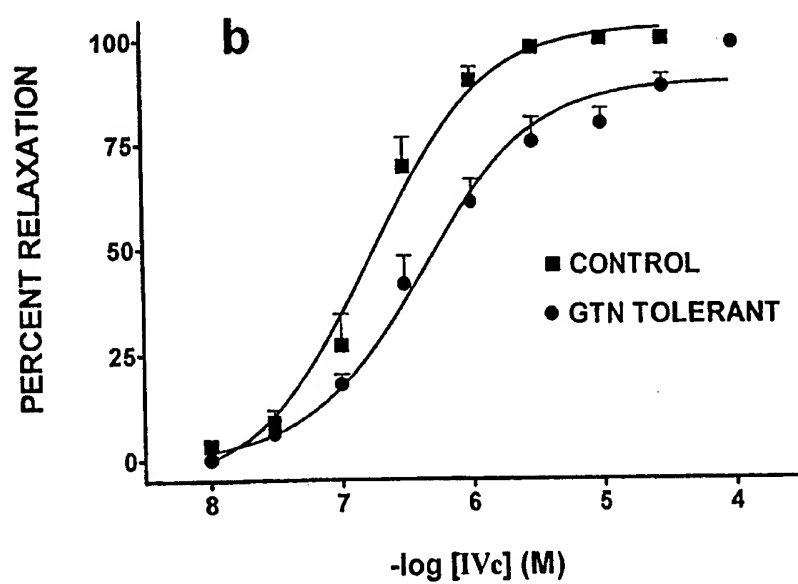 b
PERCENT RELAXATION
100
75
50
25
0
CONTROL
GTN TOLERANT
8 7 6 5 4
-log [IVc] (M)